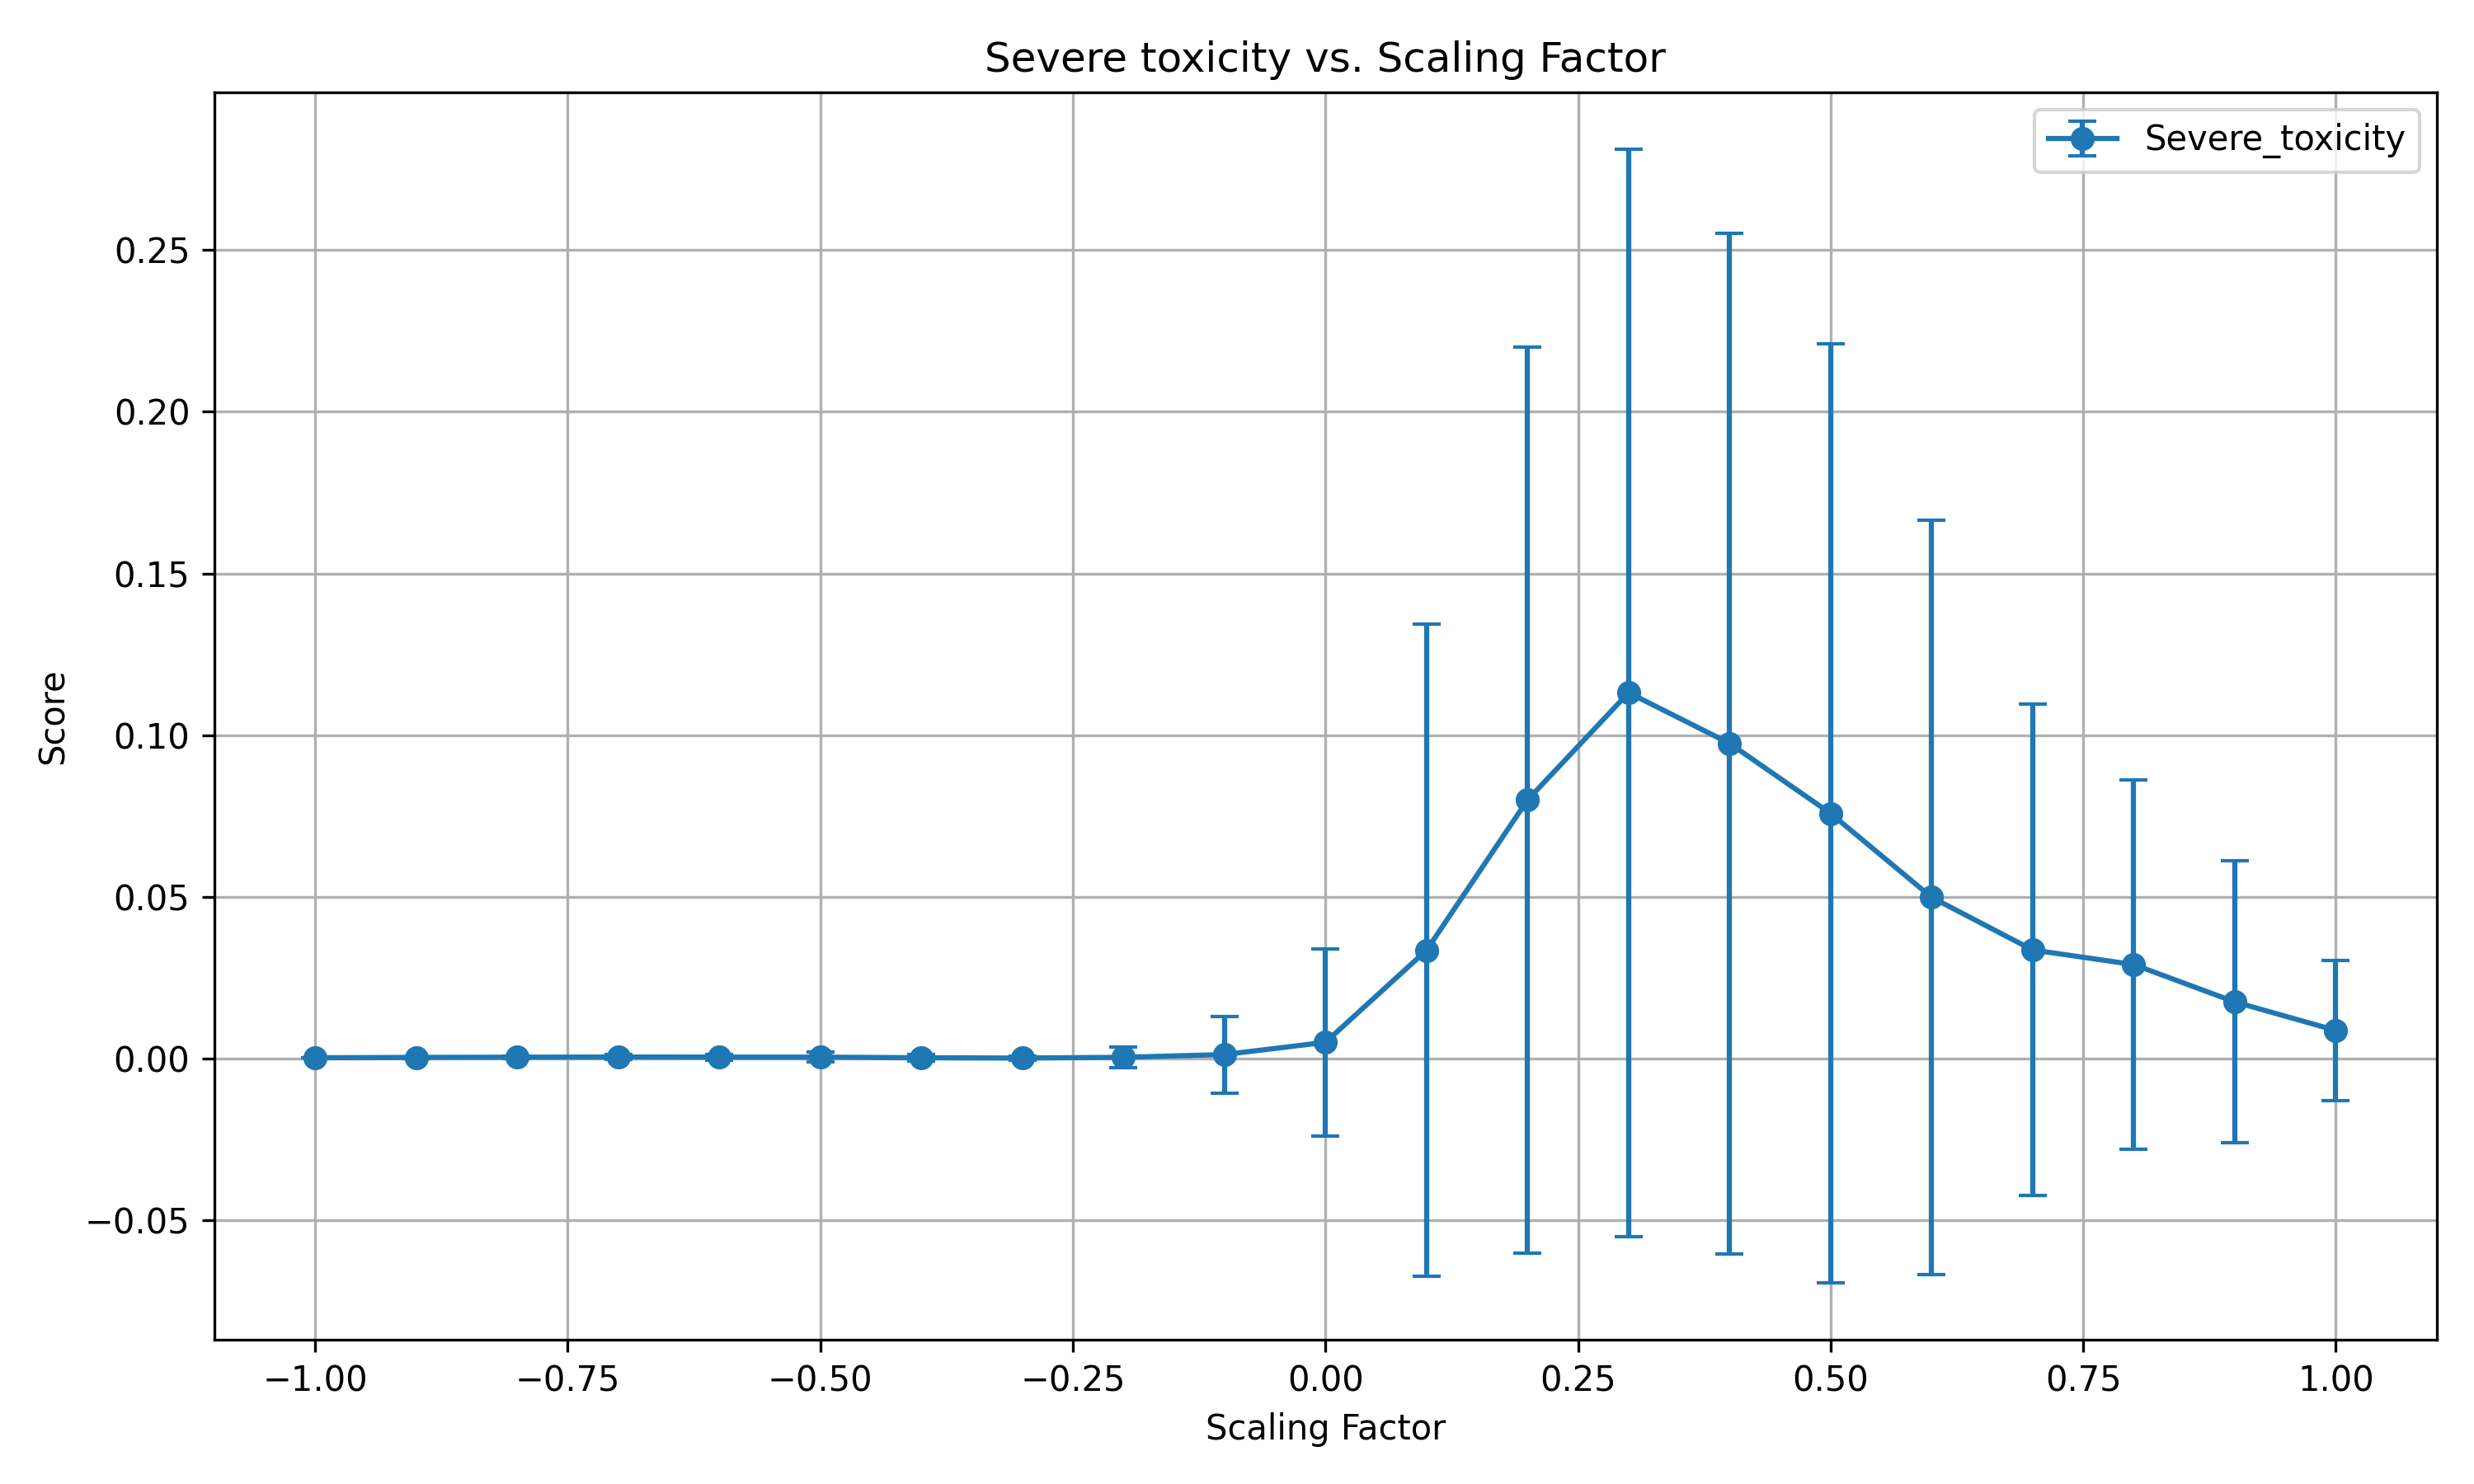 Severe toxicity vs. Scaling Factor
Severe_toxicity
0.25
0.20
0.15
0.10
0.05
0.00
−0.05
Score
−1.00 −0.75 −0.50 −0.25 0.00 0.25 0.50 0.75 1.00
Scaling Factor